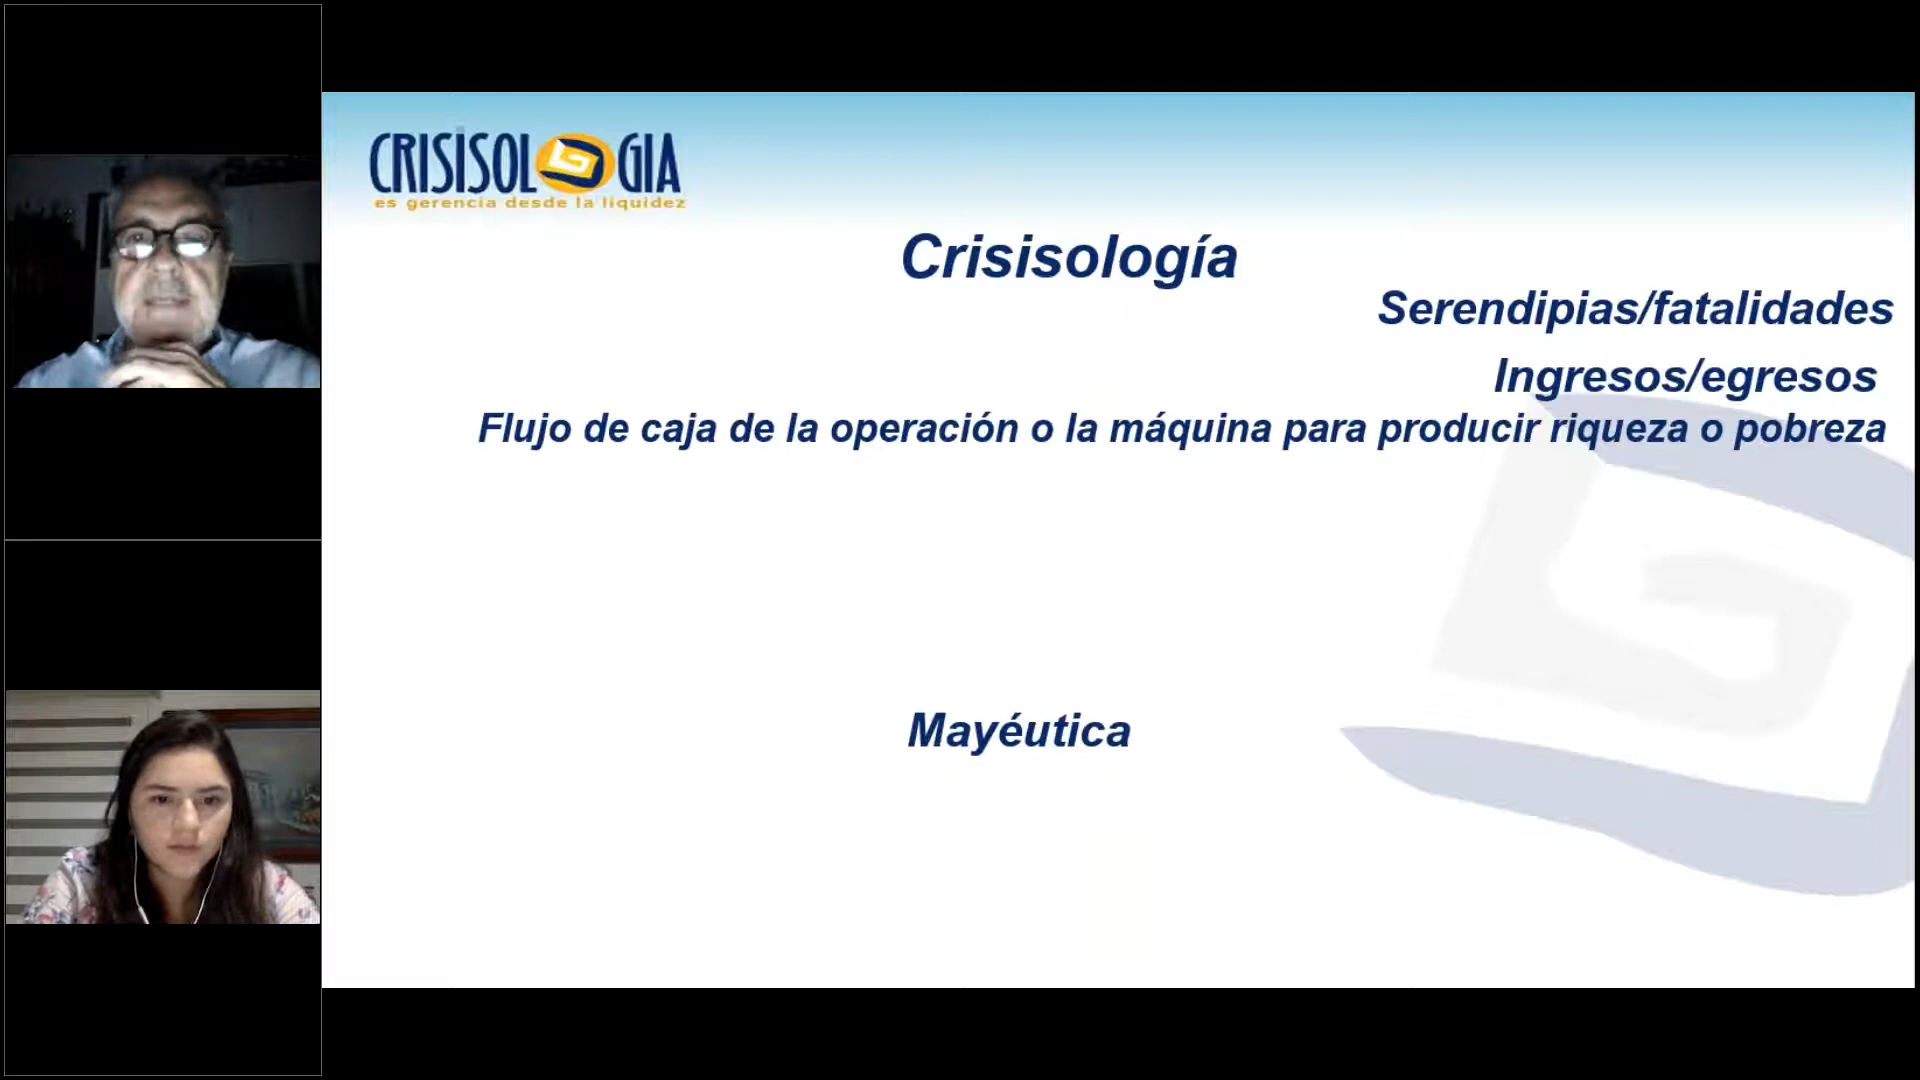 CRISISOLOGIA
es gerencia desde la liquidez
Crisisología
Serendipias/fatalidades
Ingresos/egresos
Flujo de caja de la operación o la máquina para producir riqueza o pobreza
Mayéutica